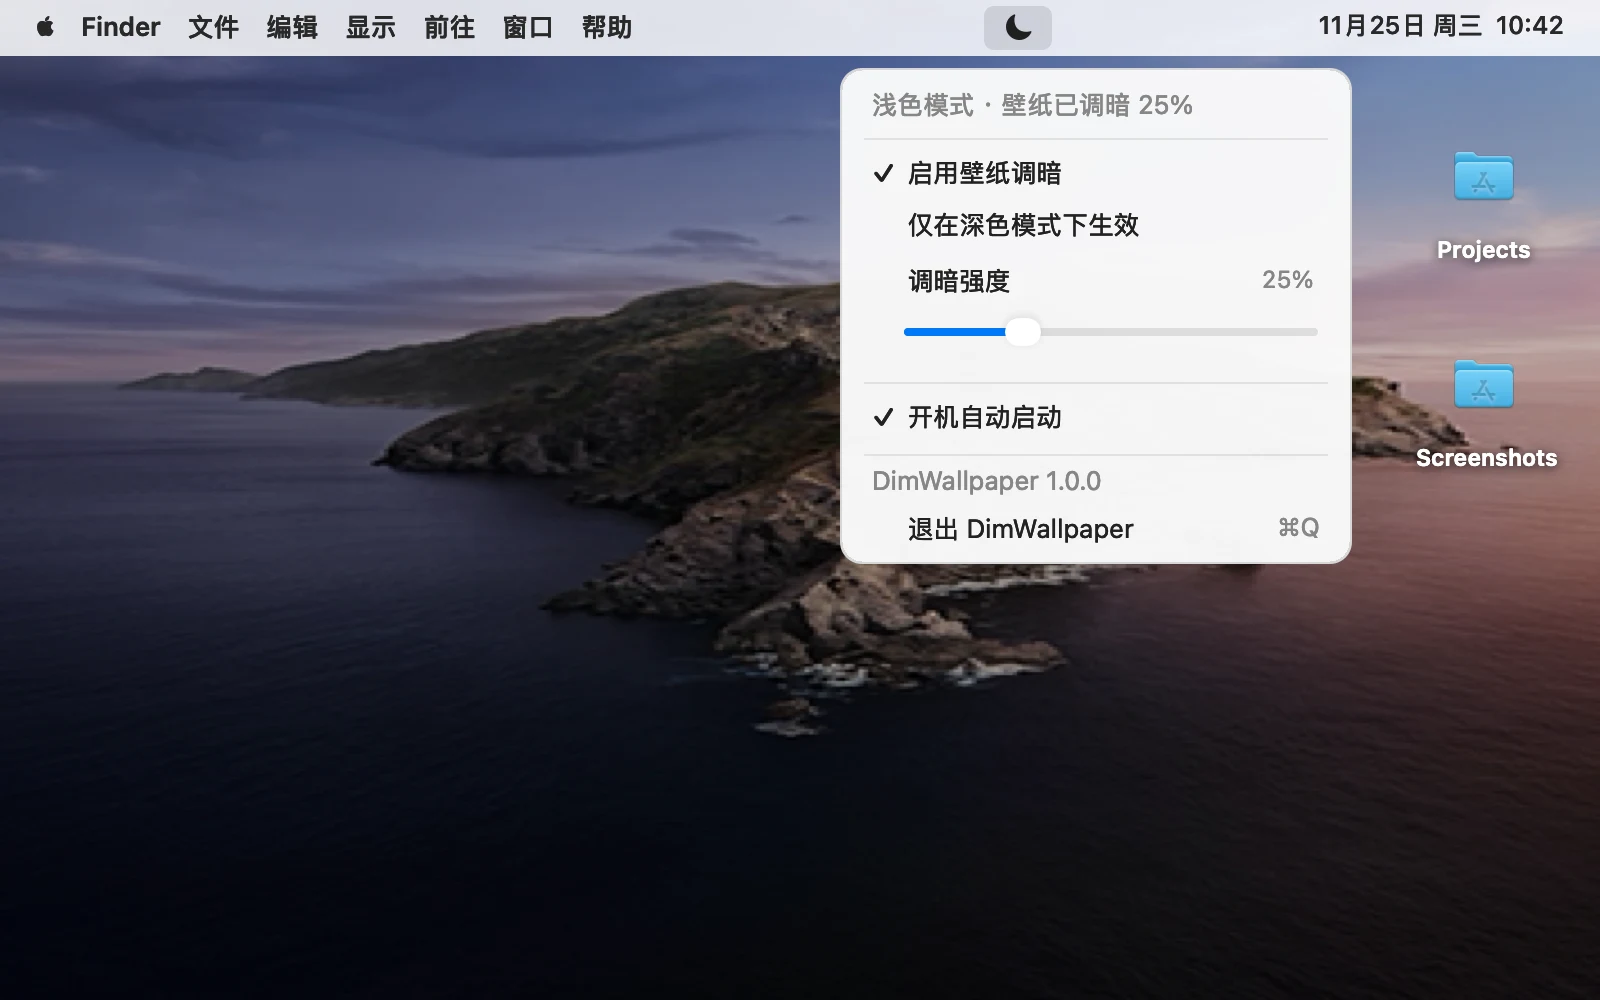 Finder 文件 编辑 显示 前往 窗口 帮助 11月25日 周三 10:42
浅色模式 · 壁纸已调暗 25%
✓ 启用壁纸调暗
仅在深色模式下生效
调暗强度 25%
✓ 开机自动启动
DimWallpaper 1.0.0
退出 DimWallpaper ⌘Q
Projects
Screenshots